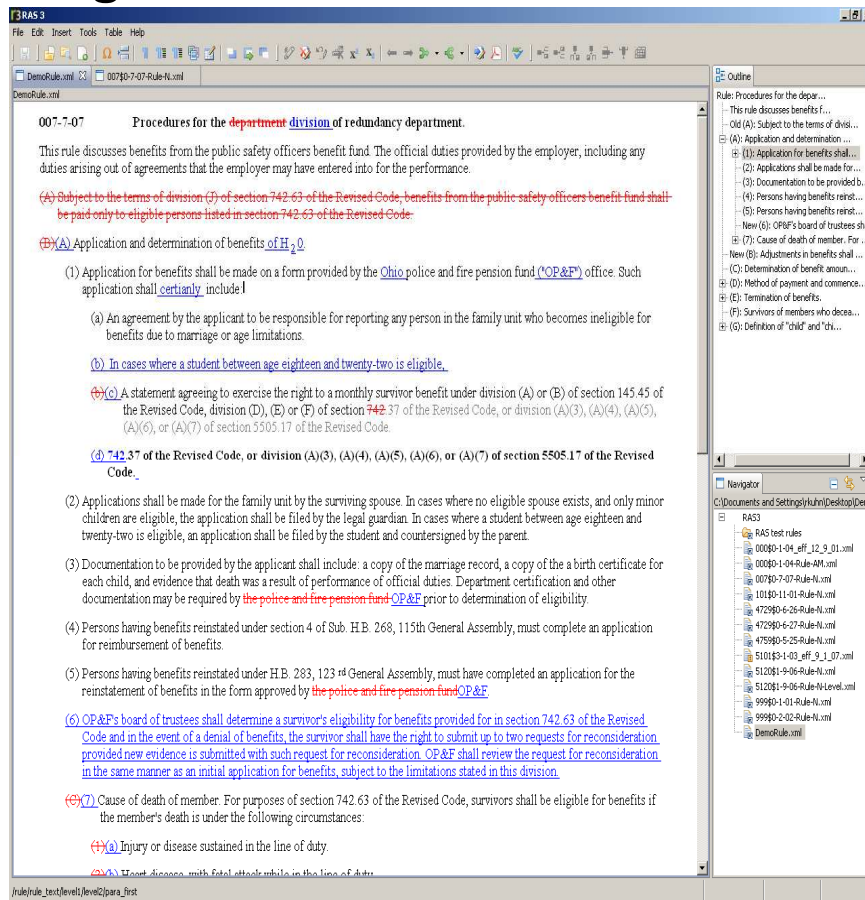 RAS 3
File Edit Insert Tools Table Help
DemoRule.xml 007$0-7-07-Rule-N.xml
DemoRule.xml
007-7-07 Procedures for the department division of redundancy department.
This rule discusses benefits from the public safety officers benefit fund. The official duties provided by the employer, including any
duties arising out of agreements that the employer may have entered into for the performance.
(A) Subject to the terms of division (J) of section 742.63 of the Revised Code, benefits from the public safety officers benefit fund shall
be paid only to eligible persons listed in section 742.63 of the Revised Code.
(B)(A) Application and determination of benefits of H20.
(1) Application for benefits shall be made on a form provided by the Ohio police and fire pension fund ("OP&F") office. Such
application shall certianly include:
(a) An agreement by the applicant to be responsible for reporting any person in the family unit who becomes ineligible for
benefits due to marriage or age limitations.
(b) In cases where a student between age eighteen and twenty-two is eligible,
(b)(c) A statement agreeing to exercise the right to a monthly survivor benefit under division (A) or (B) of section 145.45 of
the Revised Code, division (D), (E) or (F) of section 742.37 of the Revised Code, or division (A)(3), (A)(4), (A)(5),
(A)(6), or (A)(7) of section 5505.17 of the Revised Code.
(d) 742.37 of the Revised Code, or division (A)(3), (A)(4), (A)(5), (A)(6), or (A)(7) of section 5505.17 of the Revised
Code.
(2) Applications shall be made for the family unit by the surviving spouse. In cases where no eligible spouse exists, and only minor
children are eligible, the application shall be filed by the legal guardian. In cases where a student between age eighteen and
twenty-two is eligible, an application shall be filed by the student and countersigned by the parent.
(3) Documentation to be provided by the applicant shall include: a copy of the marriage record, a copy of the a birth certificate for
each child, and evidence that death was a result of performance of official duties. Department certification and other
documentation may be required by the police and fire pension fund OP&F prior to determination of eligibility.
(4) Persons having benefits reinstated under section 4 of Sub. H.B. 268, 115th General Assembly, must complete an application
for reimbursement of benefits.
(5) Persons having benefits reinstated under H.B. 283, 123 rd General Assembly, must have completed an application for the
reinstatement of benefits in the form approved by the police and fire pension fundOP&F.
(6) OP&F's board of trustees shall determine a survivor's eligibility for benefits provided for in section 742.63 of the Revised
Code and in the event of a denial of benefits, the survivor shall have the right to submit up to two requests for reconsideration
provided new evidence is submitted with such request for reconsideration. OP&F shall review the request for reconsideration
in the same manner as an initial application for benefits, subject to the limitations stated in this division.
(C)(7) Cause of death of member. For purposes of section 742.63 of the Revised Code, survivors shall be eligible for benefits if
the member's death is under the following circumstances:
(1)(a) Injury or disease sustained in the line of duty.
(2)(b) Heart disease, with fatal attack while in the line of duty
/rule/rule_text/level1/level2/para_first
Outline
Rule: Procedures for the depar...
This rule discusses benefits f...
Old (A): Subject to the terms of divisi...
(A): Application and determination ...
(1): Application for benefits shall...
(2): Applications shall be made for...
(3): Documentation to be provided b...
(4): Persons having benefits reinst...
(5): Persons having benefits reinst...
New (6): OP&F's board of trustees sh
(7): Cause of death of member. For ...
New (B): Adjustments in benefits shall ...
(C): Determination of benefit amoun...
(D): Method of payment and commence...
(E): Termination of benefits.
(F): Survivors of members who decea...
(G): Definition of "child" and "chi...
Navigator
C:\Documents and Settings\rkuhn\Desktop\Der
RAS3
RAS test rules
000$0-1-04_eff_12_9_01.xml
000$0-1-04-Rule-AM.xml
007$0-7-07-Rule-N.xml
101$0-11-01-Rule-N.xml
4729$0-6-26-Rule-N.xml
4729$0-6-27-Rule-N.xml
4759$0-5-25-Rule-N.xml
5101$3-1-03_eff_9_1_07.xml
5120$1-9-06-Rule-N.xml
5120$1-9-06-Rule-N-Level.xml
999$0-1-01-Rule-N.xml
999$0-2-02-Rule-N.xml
DemoRule.xml